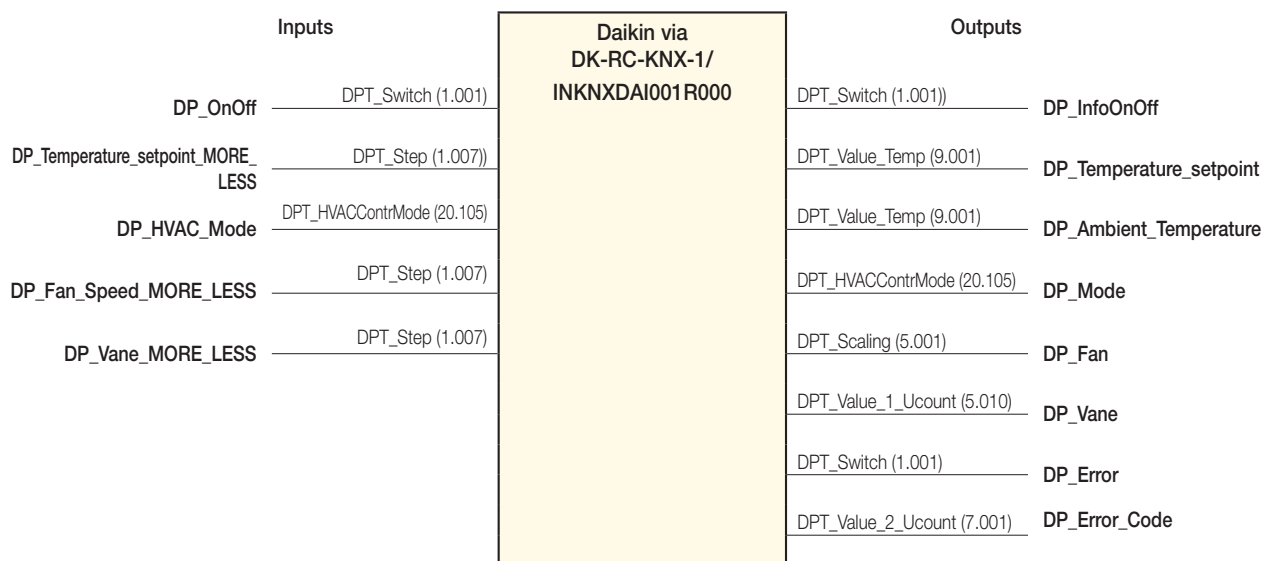 Inputs
Daikin via
DK-RC-KNX-1/
INKNXDAI001R000
Outputs
DP_OnOff
DPT_Switch (1.001)
DP_Temperature_setpoint_MORE_
LESS
DPT_Step (1.007))
DP_HVAC_Mode
DPT_HVACContrMode (20.105)
DP_Fan_Speed_MORE_LESS
DPT_Step (1.007)
DP_Vane_MORE_LESS
DPT_Step (1.007)
DPT_Switch (1.001))
DP_InfoOnOff
DPT_Value_Temp (9.001)
DP_Temperature_setpoint
DPT_Value_Temp (9.001)
DP_Ambient_Temperature
DPT_HVACContrMode (20.105)
DP_Mode
DPT_Scaling (5.001)
DP_Fan
DPT_Value_1_Ucount (5.010)
DP_Vane
DPT_Switch (1.001)
DP_Error
DPT_Value_2_Ucount (7.001)
DP_Error_Code